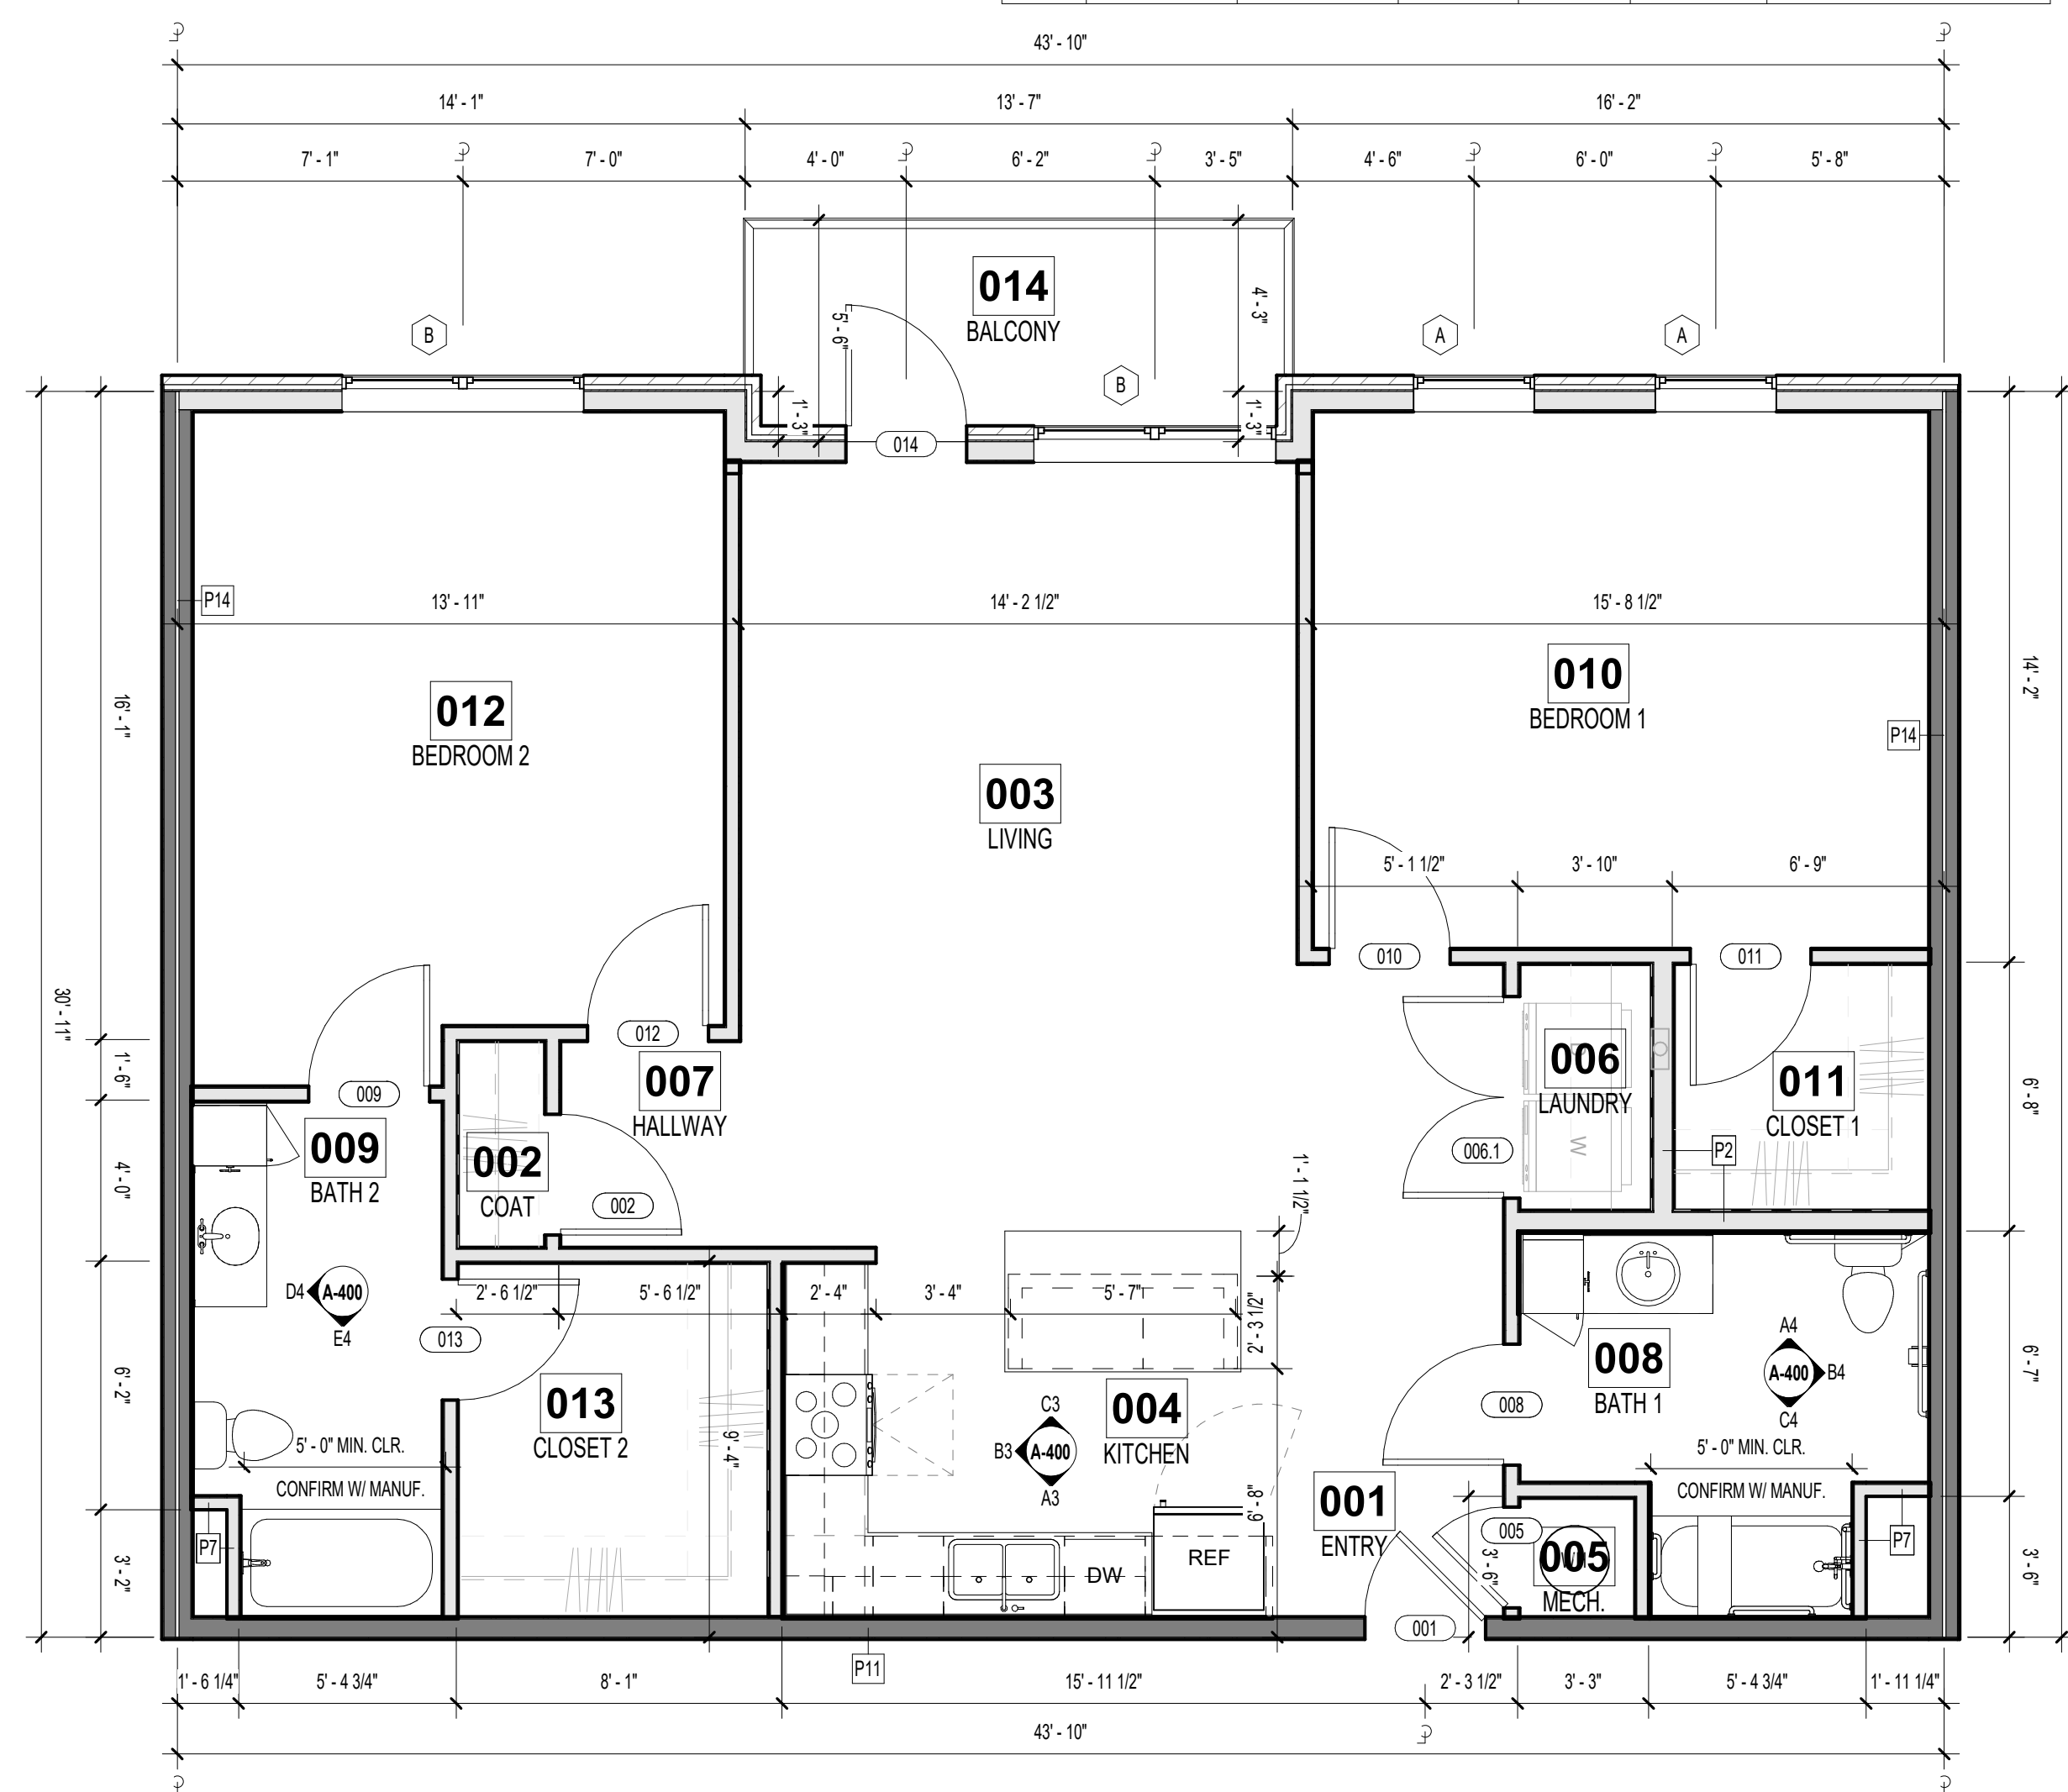 43' - 10"
14' - 1" 13' - 7" 16' - 2"
7' - 1" 7' - 0" 4' - 0" 6' - 2" 3' - 5" 4' - 6" 6' - 0" 5' - 8"
014
BALCONY
5' - 6"
4' - 3"
B
B
A
A
1' - 3"
014
1' - 3"
P14
13' - 11" 14' - 2 1/2" 15' - 8 1/2"
012
BEDROOM 2
003
LIVING
010
BEDROOM 1
P14
16' - 1"
14' - 2"
30' - 11"
5' - 1 1/2" 3' - 10" 6' - 9"
010
011
012
007
HALLWAY
006
LAUNDRY
W
006.1
011
CLOSET 1
P2
6' - 8"
1' - 6"
009
009
BATH 2
002
COAT
002
4' - 0"
1' - 1 1/2"
D4 A-400
E4
2' - 6 1/2" 5' - 6 1/2" 2' - 4" 3' - 4" 5' - 7"
2' - 3 1/2"
013
013
CLOSET 2
9' - 4"
6' - 2"
C3
B3 A-400
A3
004
KITCHEN
008
008
BATH 1
A4
A-400 B4
C4
6' - 7"
5' - 0" MIN. CLR.
CONFIRM W/ MANUF.
5' - 0" MIN. CLR.
CONFIRM W/ MANUF.
P7
3' - 2"
DW
REF
9' - 8"
001
ENTRY
005
005
MECH.
3' - 6"
P7
3' - 6"
001
P11
1' - 6 1/4" 5' - 4 3/4" 8' - 1" 15' - 11 1/2" 2' - 3 1/2" 3' - 3" 5' - 4 3/4" 1' - 11 1/4"
43' - 10"